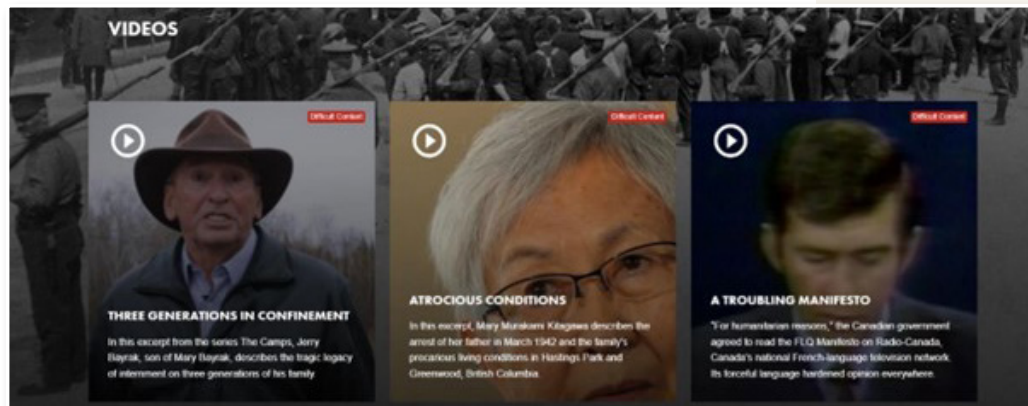 VIDEOS
Difficult Content
THREE GENERATIONS IN CONFINEMENT
In this excerpt from the series The Camps, Jerry
Bayrak, son of Mary Bayrak, describes the tragic legacy
of internment on three generations of his family.
Difficult Content
ATROCIOUS CONDITIONS
In this excerpt, Mary Murakami Kitagawa describes the
arrest of her father in March 1942 and the family's
precarious living conditions in Hastings Park and
Greenwood, British Columbia.
Difficult Content
A TROUBLING MANIFESTO
"For humanitarian reasons," the Canadian government
agreed to read the FLQ Manifesto on Radio-Canada,
Canada's national French-language television network.
Its forceful language hardened opinion everywhere.